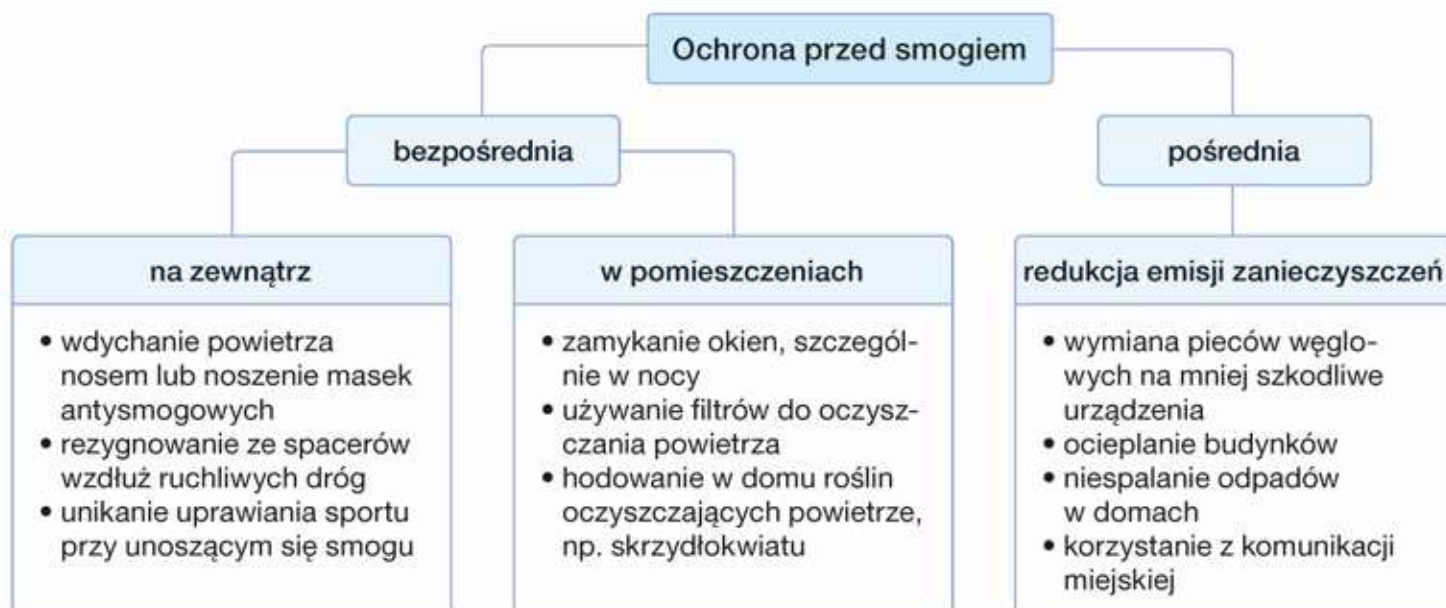 Ochrona przed smogiem
bezpośrednia
pośrednia
na zewnątrz
• wdychanie powietrza
nosem lub noszenie masek
antysmogowych
• rezygnowanie ze spacerów
wzdłuż ruchliwych dróg
• unikanie uprawiania sportu
przy unoszącym się smogu
w pomieszczeniach
• zamykanie okien, szczegól-
nie w nocy
• używanie filtrów do oczysz-
czania powietrza
• hodowanie w domu roślin
oczyszczających powietrze,
np. skrzydłokwiatu
redukcja emisji zanieczyszczeń
• wymiana pieców węglo-
wych na mniej szkodliwe
urządzenia
• ocieplanie budynków
• niespalanie odpadów
w domach
• korzystanie z komunikacji
miejskiej